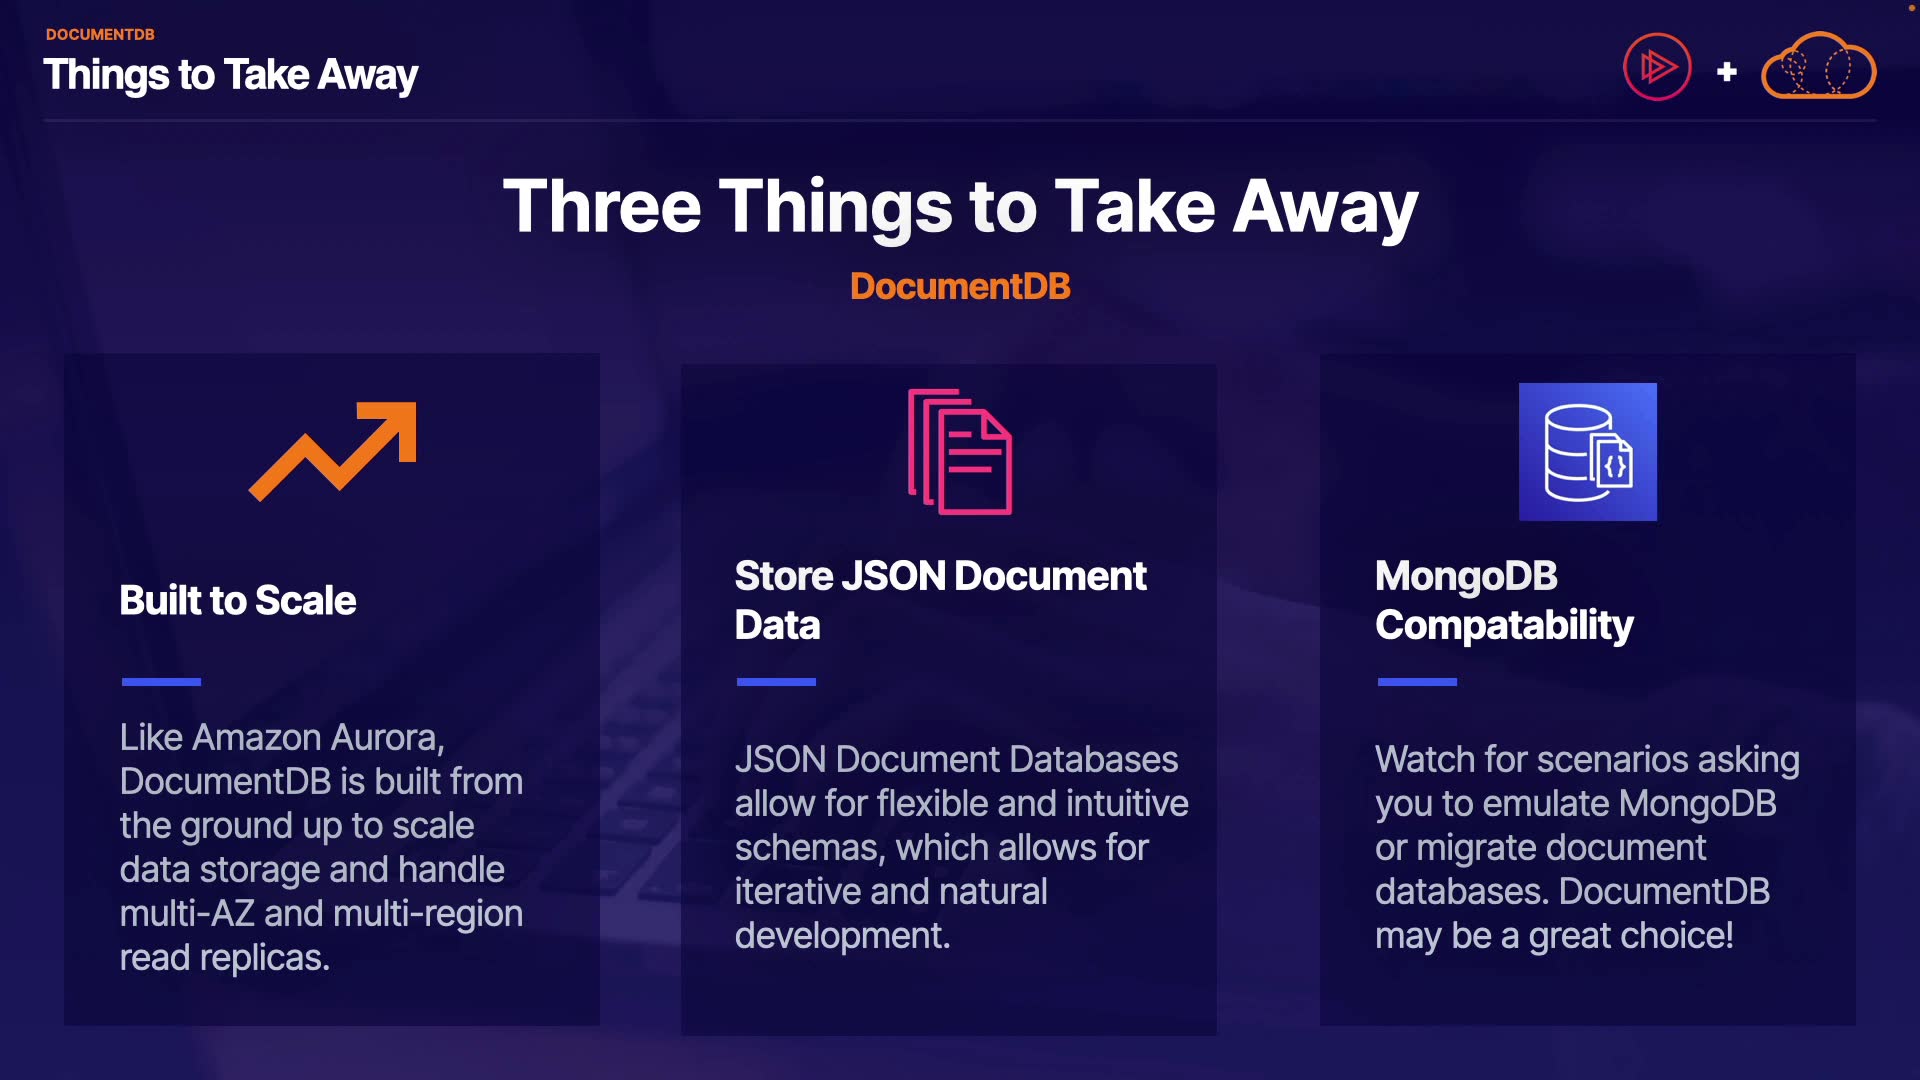 DOCUMENTDB
Things to Take Away
Three Things to Take Away
DocumentDB
Built to Scale
Like Amazon Aurora,
DocumentDB is built from
the ground up to scale
data storage and handle
multi-AZ and multi-region
read replicas.
Store JSON Document
Data
JSON Document Databases
allow for flexible and intuitive
schemas, which allows for
iterative and natural
development.
MongoDB
Compatability
Watch for scenarios asking
you to emulate MongoDB
or migrate document
databases. DocumentDB
may be a great choice!